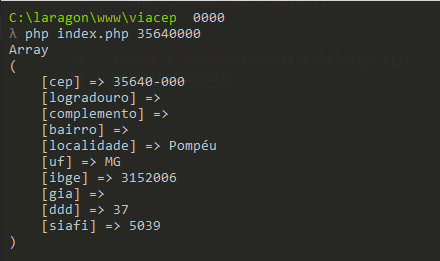 C:\laragon\www\viacep  0000
λ php index.php 35640000
Array
(
    [cep] => 35640-000
    [logradouro] =>
    [complemento] =>
    [bairro] =>
    [localidade] => Pompéu
    [uf] => MG
    [ibge] => 3152006
    [gia] =>
    [ddd] => 37
    [siafi] => 5039
)